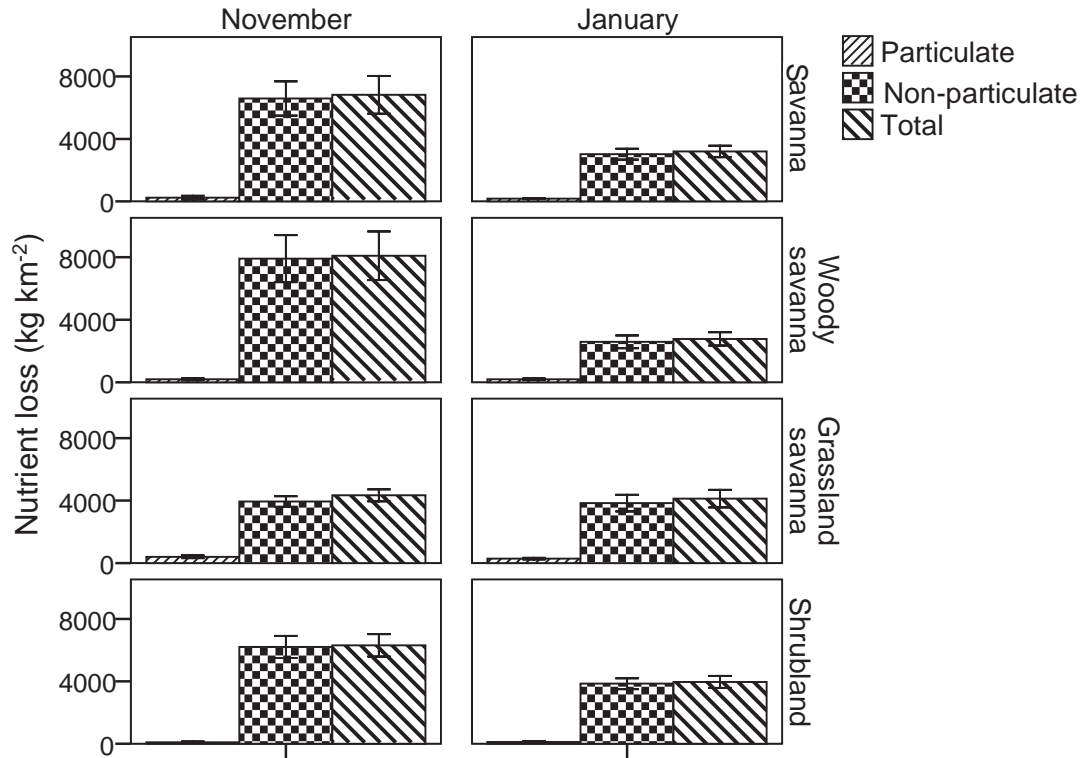 November
January
Particulate
Non-particulate
Total
Nutrient loss (kg km-2)
8000
4000
0
Savanna
8000
4000
0
Woody
savanna
8000
4000
0
Grassland
savanna
8000
4000
0
Shrubland